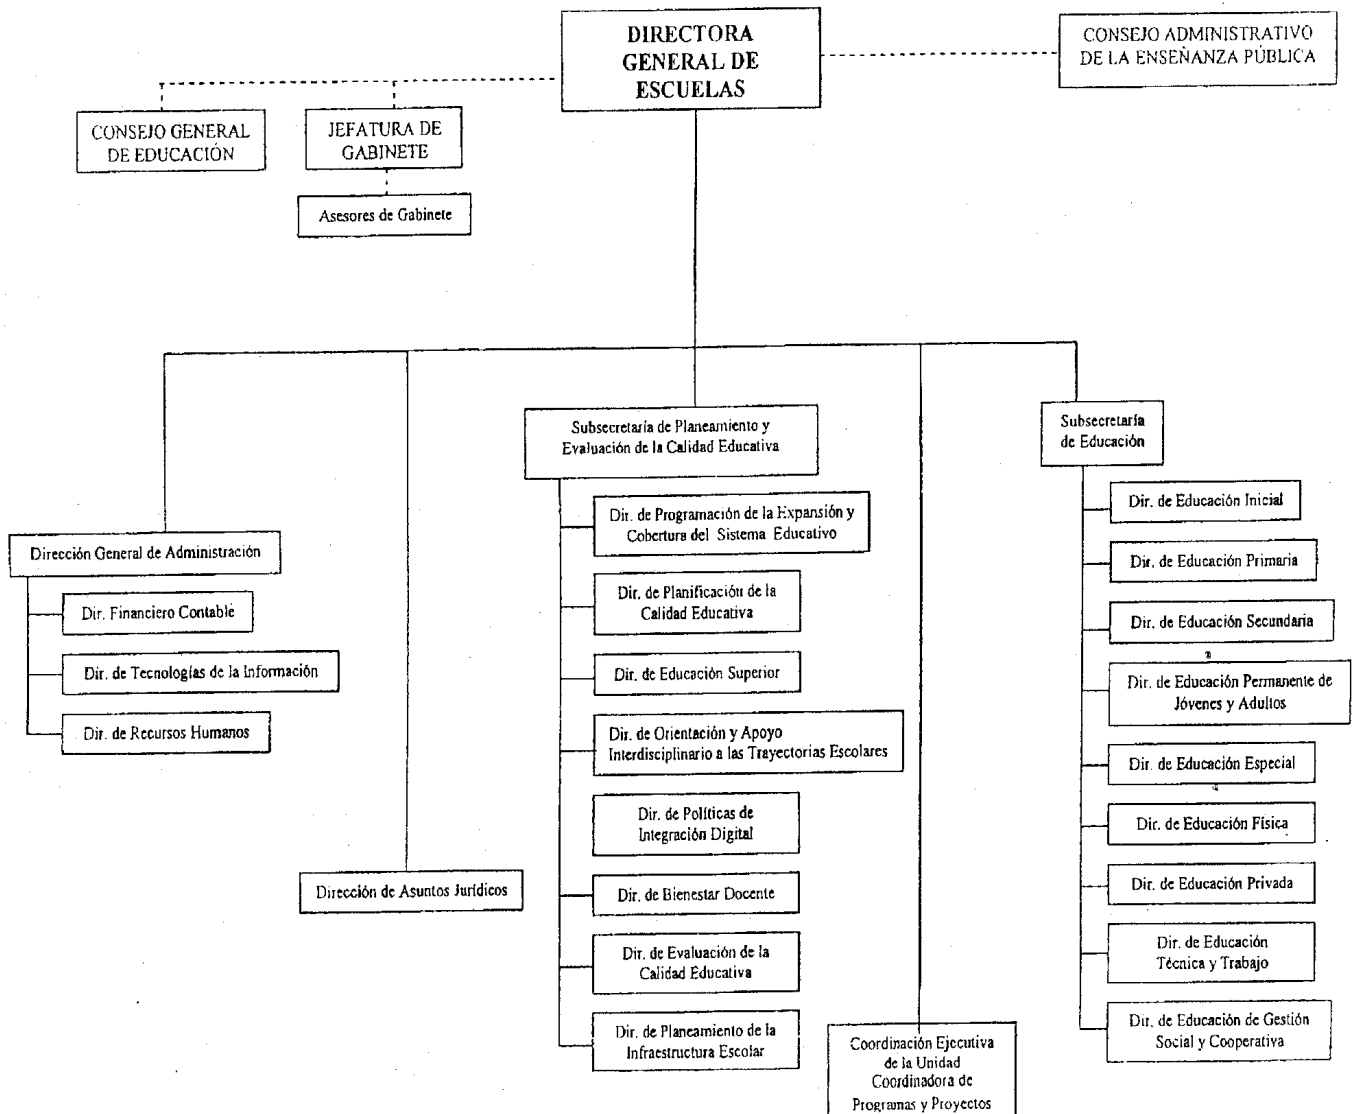 DIRECTORA
GENERAL DE
ESCUELAS
CONSEJO ADMINISTRATIVO
DE LA ENSEÑANZA PÚBLICA
CONSEJO GENERAL
DE EDUCACIÓN
JEFATURA DE
GABINETE
Asesores de Gabinete
Dirección General de Administración
Dir. Financiero Contable
Dir. de Tecnologías de la Información
Dir. de Recursos Humanos
Dirección de Asuntos Jurídicos
Subsecretaría de Planeamiento y
Evaluación de la Calidad Educativa
Dir. de Programación de la Expansión y
Cobertura del Sistema Educativo
Dir. de Planificación de la
Calidad Educativa
Dir. de Educación Superior
Dir. de Orientación y Apoyo
Interdisciplinario a las Trayectorias Escolares
Dir. de Políticas de
Integración Digital
Dir. de Bienestar Docente
Dir. de Evaluación de la
Calidad Educativa
Dir. de Planeamiento de la
Infraestructura Escolar
Coordinación Ejecutiva
de la Unidad
Coordinadora de
Programas y Proyectos
Subsecretaría
de Educación
Dir. de Educación Inicial
Dir. de Educación Primaria
Dir. de Educación Secundaria
Dir. de Educación Permanente de
Jóvenes y Adultos
Dir. de Educación Especial
Dir. de Educación Física
Dir. de Educación Privada
Dir. de Educación
Técnica y Trabajo
Dir. de Educación de Gestión
Social y Cooperativa